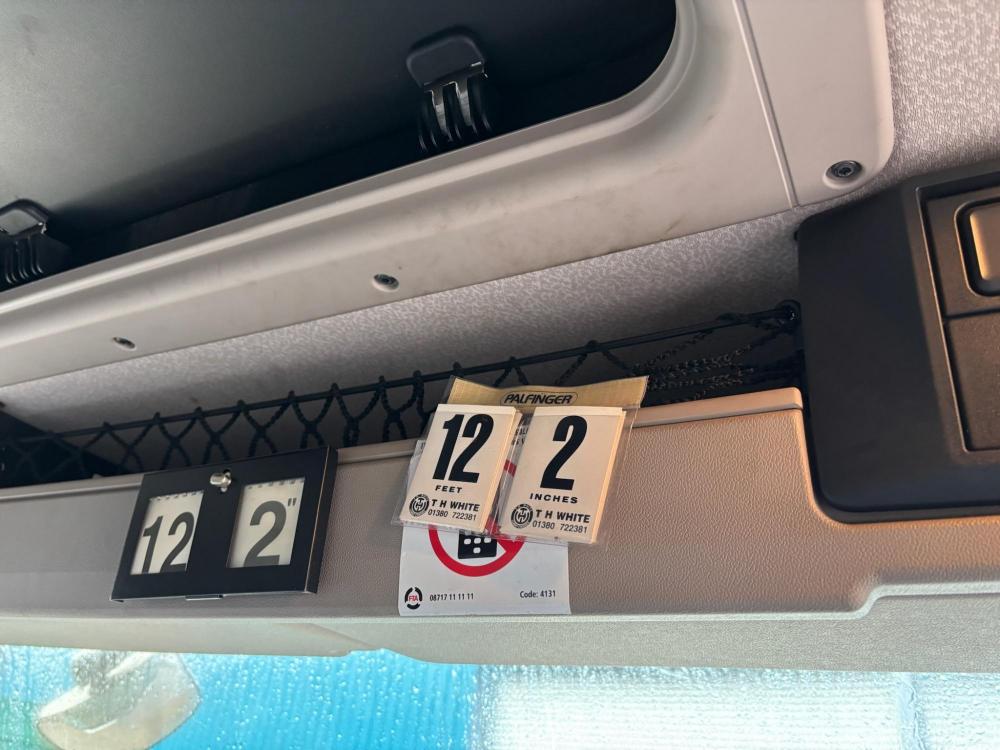 PALFINGER
12
FEET
T H WHITE
01380 722381
2
INCHES
T H WHITE
01380 722381
12
2"
FTA
08717 11 11 11
Code: 4131